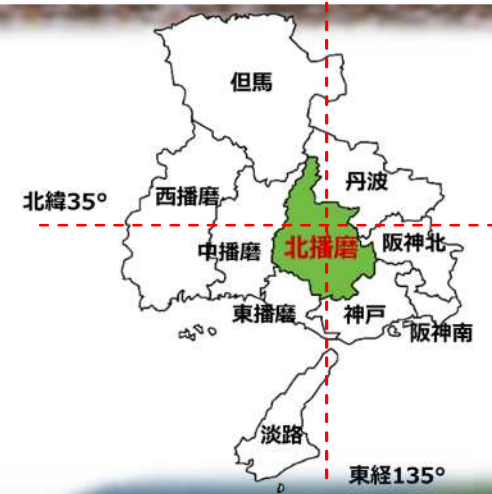 但馬
丹波
西播磨
北緯35°
中播磨
北播磨
阪神北
東播磨
神戸
阪神南
淡路
東経135°